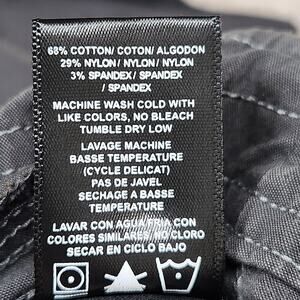 68% COTTON/ COTON/ ALGODON
29% NYLON/ NYLON/ NYLON
3% SPANDEX/ SPANDEX
/ SPANDEX
MACHINE WASH COLD WITH
LIKE COLORS, NO BLEACH
TUMBLE DRY LOW
LAVAGE MACHINE
BASSE TEMPERATURE
(CYCLE DELICAT)
PAS DE JAVEL
SECHAGE A BASSE
TEMPERATURE
LAVAR CON AGUA FRIA CON
COLORES SIMILARES NO CLORO
SECAR EN CICLO BAJO